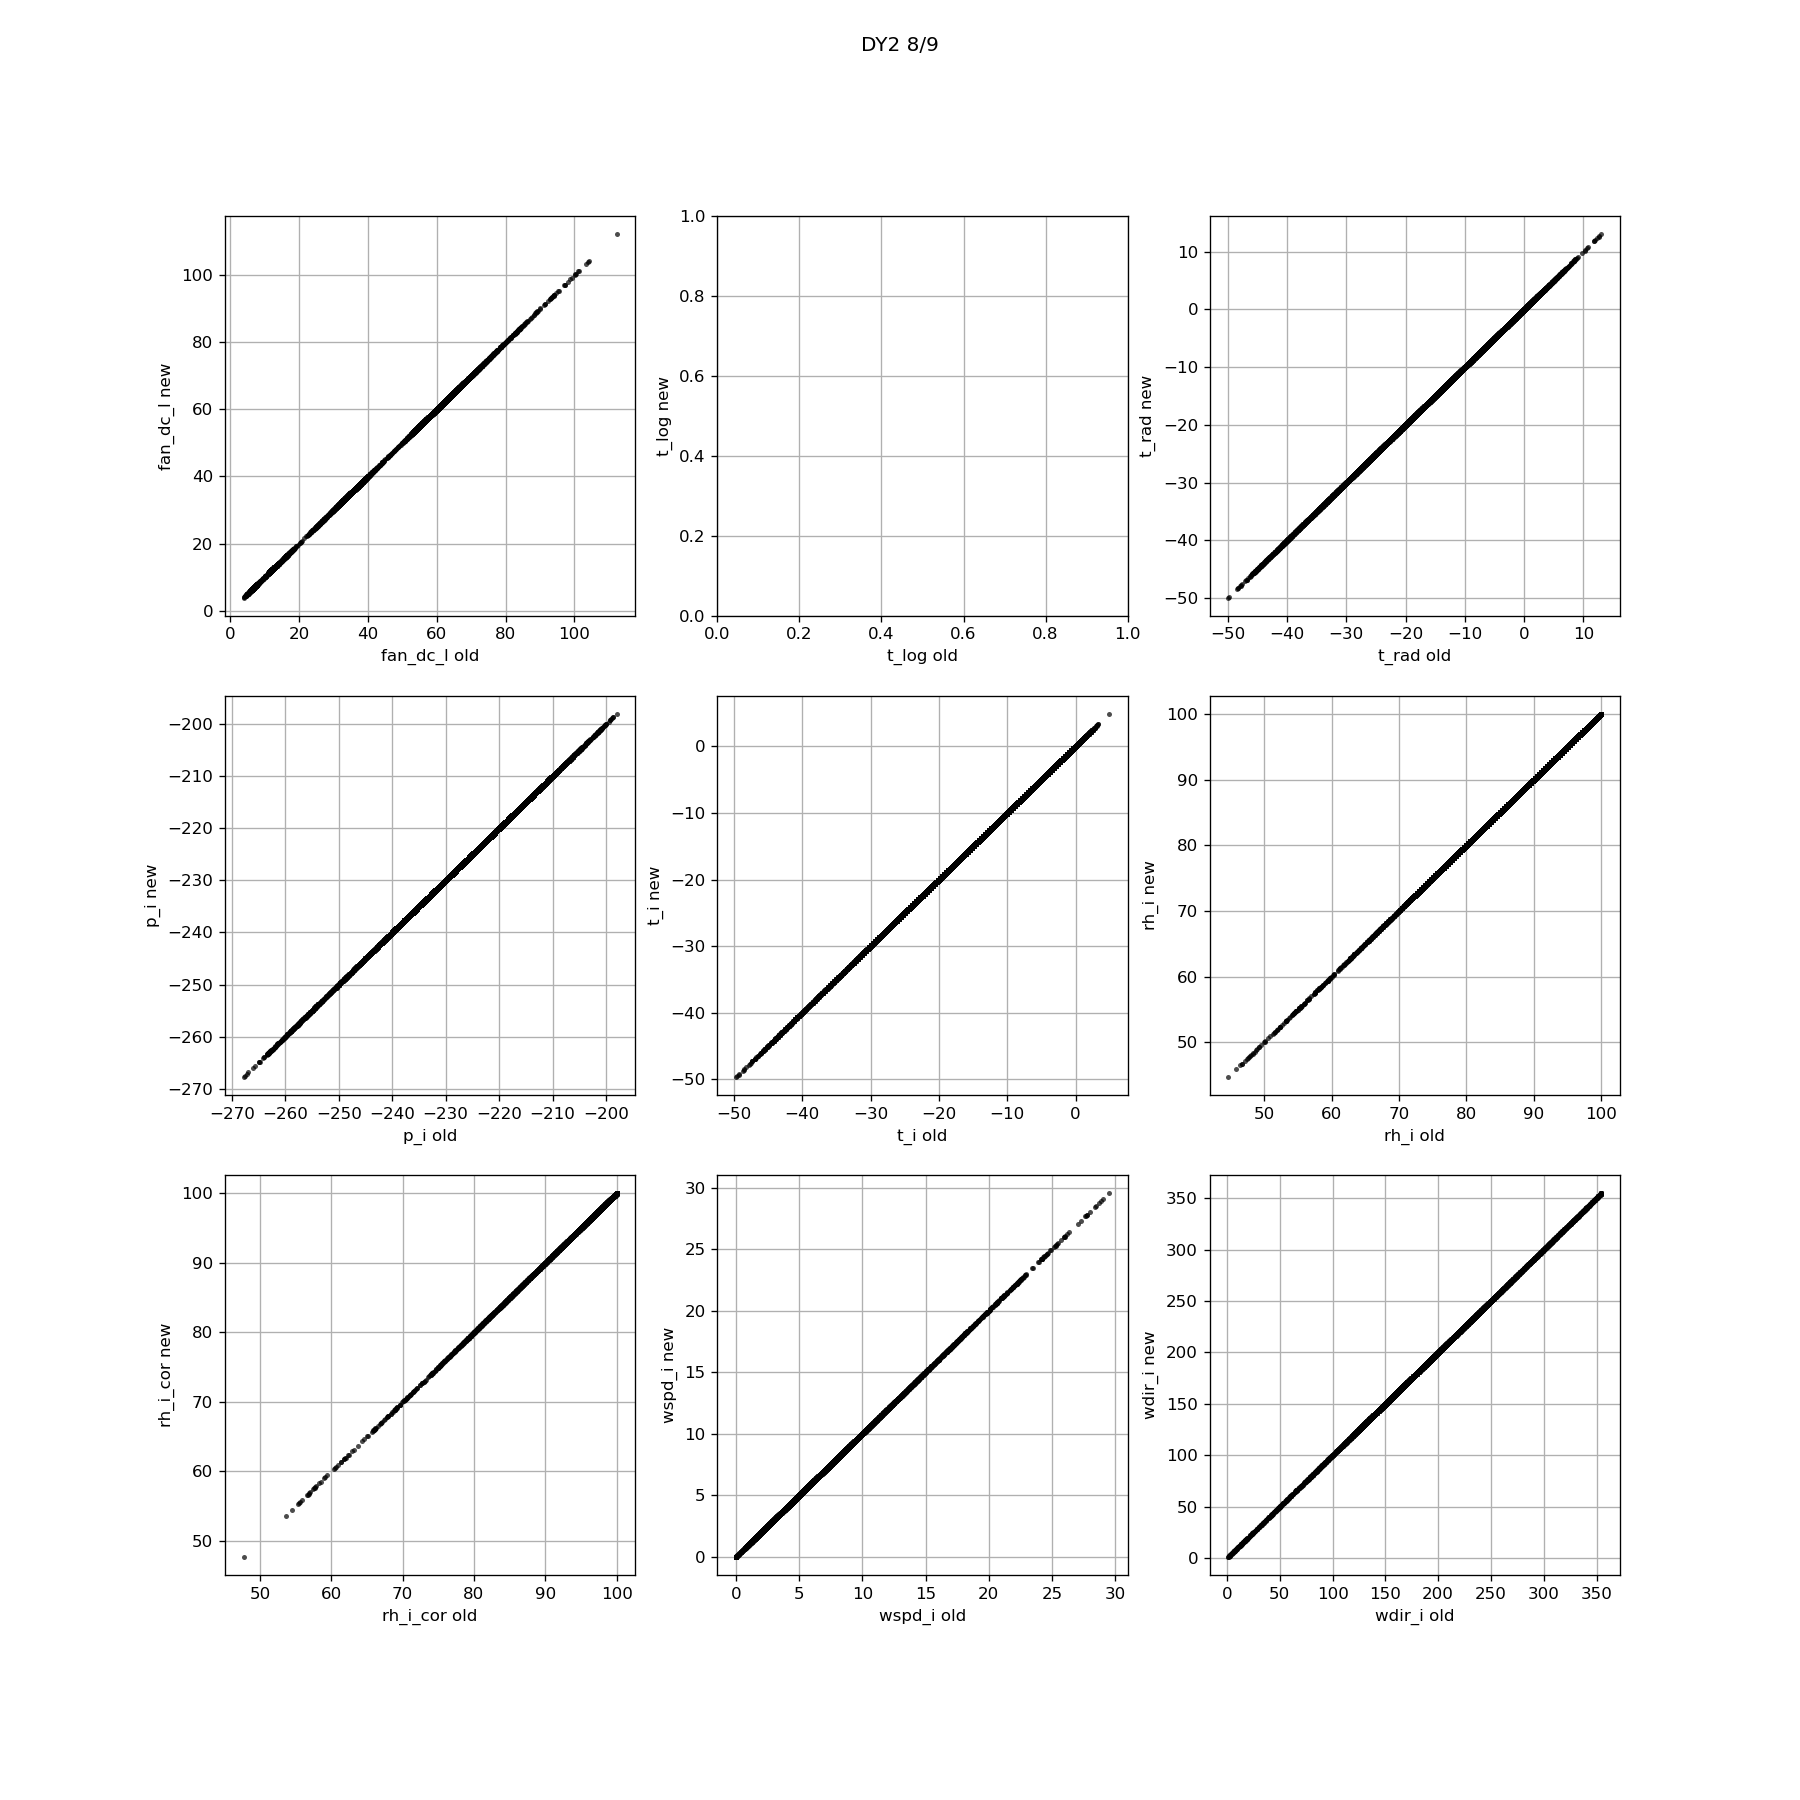 DY2 8/9
fan_dc_l new
100
80
60
40
20
0
0 20 40 60 80 100
fan_dc_l old
t_log new
1.0
0.8
0.6
0.4
0.2
0.0
0.0 0.2 0.4 0.6 0.8 1.0
t_log old
t_rad new
10
0
−10
−20
−30
−40
−50
−50 −40 −30 −20 −10 0 10
t_rad old
p_i new
−200
−210
−220
−230
−240
−250
−260
−270
−270 −260 −250 −240 −230 −220 −210 −200
p_i old
t_i new
0
−10
−20
−30
−40
−50
−50 −40 −30 −20 −10 0
t_i old
rh_i new
100
90
80
70
60
50
50 60 70 80 90 100
rh_i old
rh_i_cor new
100
90
80
70
60
50
50 60 70 80 90 100
rh_i_cor old
wspd_i new
30
25
20
15
10
5
0
0 5 10 15 20 25 30
wspd_i old
wdir_i new
350
300
250
200
150
100
50
0
0 50 100 150 200 250 300 350
wdir_i old